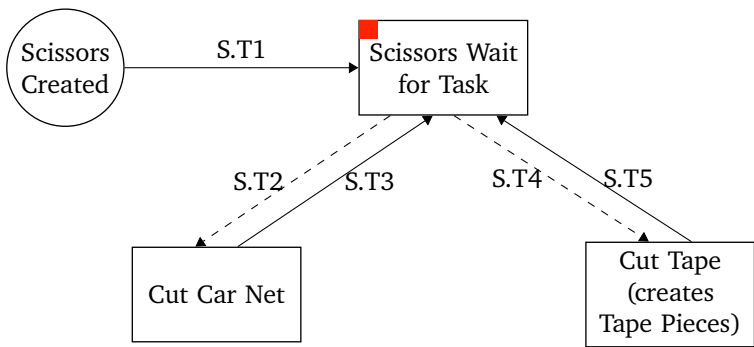 Scissors
Created
S.T1
Scissors Wait
for Task
S.T2
S.T3
S.T4
S.T5
Cut Car Net
Cut Tape
(creates
Tape Pieces)